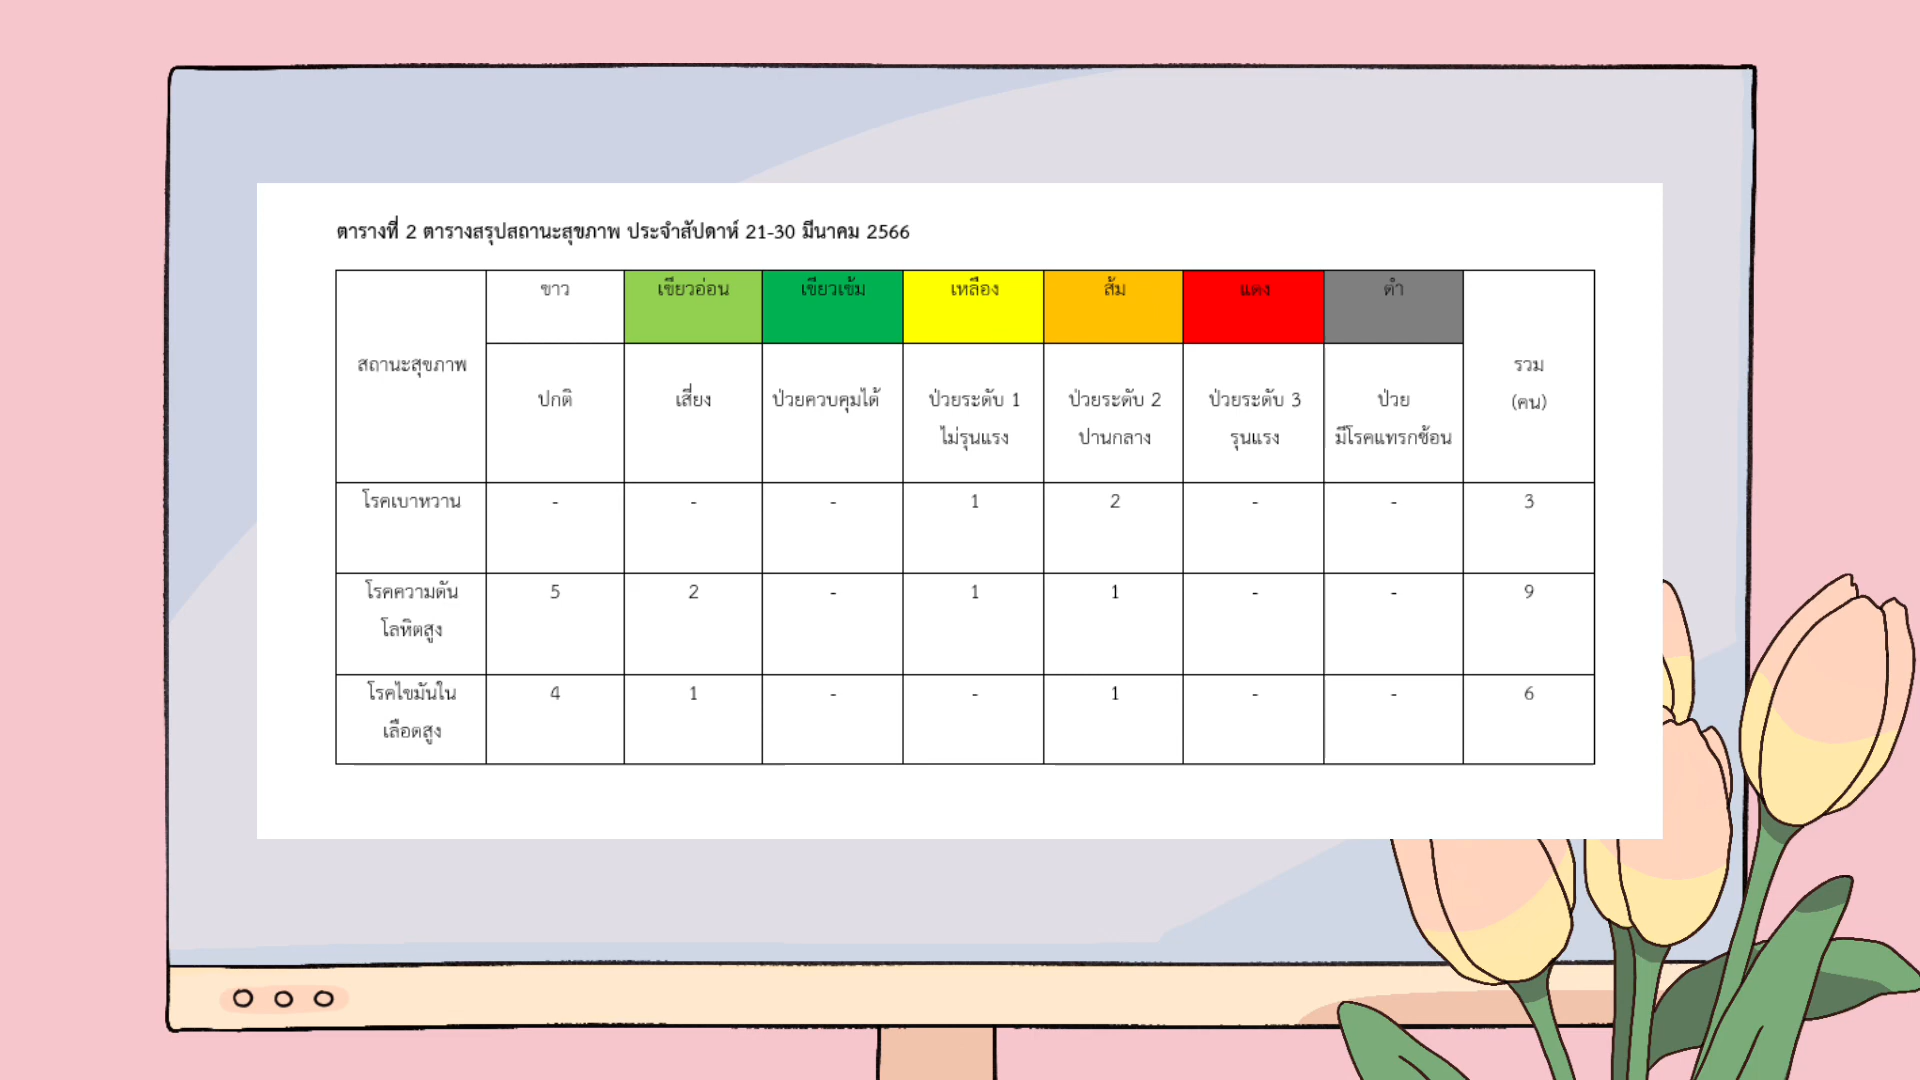 ตารางที่ 2 ตารางสรุปสถานะสุขภาพ ประจำสัปดาห์ 21-30 มีนาคม 2566
สถานะสุขภาพ ขาว เขียวอ่อน เขียวเข้ม เหลือง ส้ม แดง ดำ รวม
(คน)
ปกติ เสี่ยง ป่วยควบคุมได้ ป่วยระดับ 1 ป่วยระดับ 2 ป่วยระดับ 3 ป่วย
ไม่รุนแรง ปานกลาง รุนแรง มีโรคแทรกซ้อน
โรคเบาหวาน - - - 1 2 - - 3
โรคความดัน 5 2 - 1 1 - - 9
โลหิตสูง
โรคไขมันใน 4 1 - - 1 - - 6
เลือดสูง